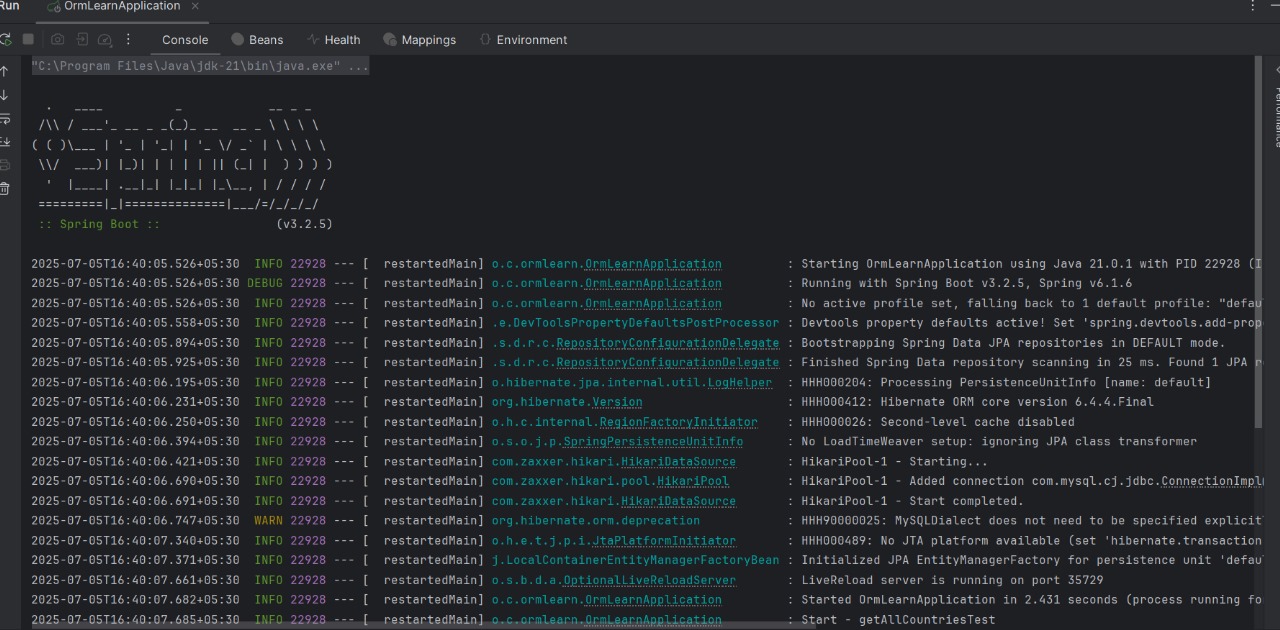 Run OrmLearnApplication ×
Console Beans Health Mappings Environment
"C:\Program Files\Java\jdk-21\bin\java.exe" ...
  .   ____          _            __ _ _
 /\\ / ___'_ __ _ _(_)_ __  __ _ \ \ \ \
( ( )\___ | '_ | '_| | '_ \/ _` | \ \ \ \
 \\/  ___)| |_)| | | | | || (_| |  ) ) ) )
  '  |____| .__|_| |_|_| |_\__, | / / / /
 =========|_|==============|___/=/_/_/_/
 :: Spring Boot ::                (v3.2.5)
2025-07-05T16:40:05.526+05:30  INFO 22928 --- [  restartedMain] o.c.ormlearn.OrmLearnApplication         : Starting OrmLearnApplication using Java 21.0.1 with PID 22928 (
2025-07-05T16:40:05.526+05:30 DEBUG 22928 --- [  restartedMain] o.c.ormlearn.OrmLearnApplication         : Running with Spring Boot v3.2.5, Spring v6.1.6
2025-07-05T16:40:05.526+05:30  INFO 22928 --- [  restartedMain] o.c.ormlearn.OrmLearnApplication         : No active profile set, falling back to 1 default profile: "defau
2025-07-05T16:40:05.558+05:30  INFO 22928 --- [  restartedMain] .e.DevToolsPropertyDefaultsPostProcessor : Devtools property defaults active! Set 'spring.devtools.add-prop
2025-07-05T16:40:05.894+05:30  INFO 22928 --- [  restartedMain] .s.d.r.c.RepositoryConfigurationDelegate : Bootstrapping Spring Data JPA repositories in DEFAULT mode.
2025-07-05T16:40:05.925+05:30  INFO 22928 --- [  restartedMain] .s.d.r.c.RepositoryConfigurationDelegate : Finished Spring Data repository scanning in 25 ms. Found 1 JPA r
2025-07-05T16:40:06.195+05:30  INFO 22928 --- [  restartedMain] o.hibernate.jpa.internal.util.LogHelper  : HHH000204: Processing PersistenceUnitInfo [name: default]
2025-07-05T16:40:06.231+05:30  INFO 22928 --- [  restartedMain] org.hibernate.Version                    : HHH000412: Hibernate ORM core version 6.4.4.Final
2025-07-05T16:40:06.250+05:30  INFO 22928 --- [  restartedMain] o.h.c.internal.RegionFactoryInitiator    : HHH000026: Second-level cache disabled
2025-07-05T16:40:06.394+05:30  INFO 22928 --- [  restartedMain] o.s.o.j.p.SpringPersistenceUnitInfo      : No LoadTimeWeaver setup: ignoring JPA class transformer
2025-07-05T16:40:06.421+05:30  INFO 22928 --- [  restartedMain] com.zaxxer.hikari.HikariDataSource       : HikariPool-1 - Starting...
2025-07-05T16:40:06.690+05:30  INFO 22928 --- [  restartedMain] com.zaxxer.hikari.pool.HikariPool        : HikariPool-1 - Added connection com.mysql.cj.jdbc.ConnectionImpl
2025-07-05T16:40:06.691+05:30  INFO 22928 --- [  restartedMain] com.zaxxer.hikari.HikariDataSource       : HikariPool-1 - Start completed.
2025-07-05T16:40:06.747+05:30  WARN 22928 --- [  restartedMain] org.hibernate.orm.deprecation            : HHH90000025: MySQLDialect does not need to be specified explicit
2025-07-05T16:40:07.340+05:30  INFO 22928 --- [  restartedMain] o.h.e.t.j.p.i.JtaPlatformInitiator       : HHH000489: No JTA platform available (set 'hibernate.transaction
2025-07-05T16:40:07.371+05:30  INFO 22928 --- [  restartedMain] j.LocalContainerEntityManagerFactoryBean : Initialized JPA EntityManagerFactory for persistence unit 'defau
2025-07-05T16:40:07.661+05:30  INFO 22928 --- [  restartedMain] o.s.b.d.a.OptionalLiveReloadServer       : LiveReload server is running on port 35729
2025-07-05T16:40:07.682+05:30  INFO 22928 --- [  restartedMain] o.c.ormlearn.OrmLearnApplication         : Started OrmLearnApplication in 2.431 seconds (process running fo
2025-07-05T16:40:07.685+05:30  INFO 22928 --- [  restartedMain] o.c.ormlearn.OrmLearnApplication         : Start - getAllCountriesTest